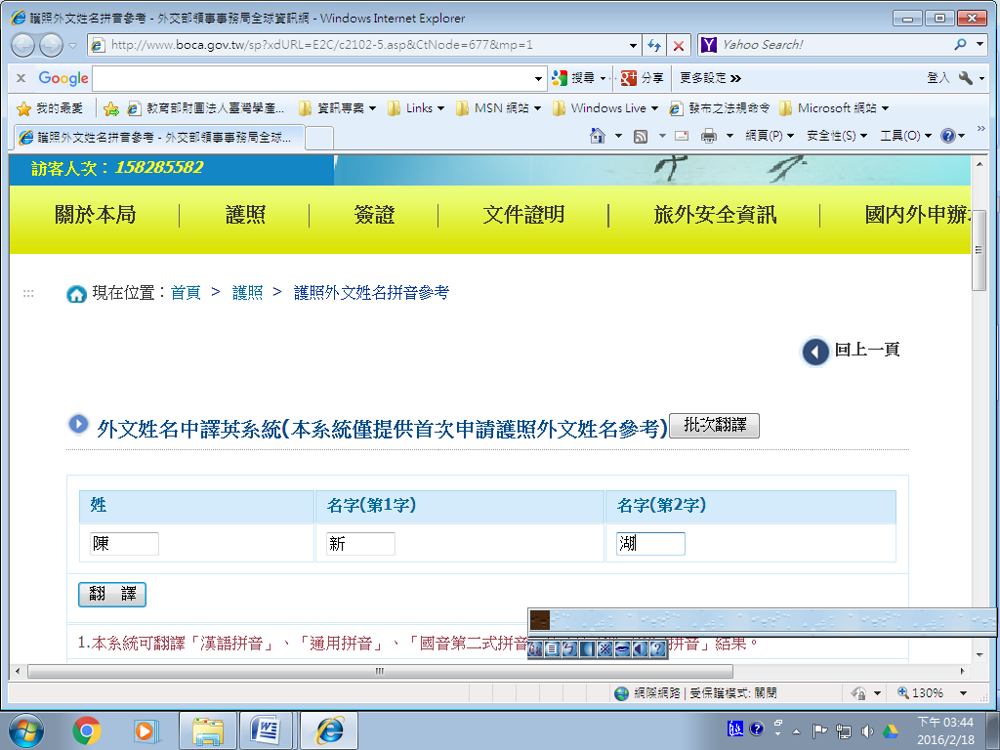 護照外文姓名拼音參考 - 外交部領事事務局全球資訊網 - Windows Internet Explorer
http://www.boca.gov.tw/sp?xdURL=E2C/c2102-5.asp&CtNode=677&mp=1
Yahoo Search!
x Google 搜尋 分享 更多設定 » 登入
我的最愛 教育部財團法人臺灣學產... 資訊專案 Links MSN 網站 Windows Live 發布之法規命令 Microsoft 網站
護照外文姓名拼音參考 - 外交部領事事務局全球... 網頁(P) 安全性(S) 工具(O) »
訪客人次：158285582
關於本局 護照 簽證 文件證明 旅外安全資訊 國內外申辦
現在位置：首頁 > 護照 > 護照外文姓名拼音參考
回上一頁
外文姓名中譯英系統(本系統僅提供首次申請護照外文姓名參考) 批次翻譯
姓 名字(第1字) 名字(第2字)
陳 新 湖
翻 譯
1.本系統可翻譯「漢語拼音」、「通用拼音」、「國音第二式拼音 拼音」結果。
網際網路 | 受保護模式: 關閉 130%
下午 03:44
2016/2/18